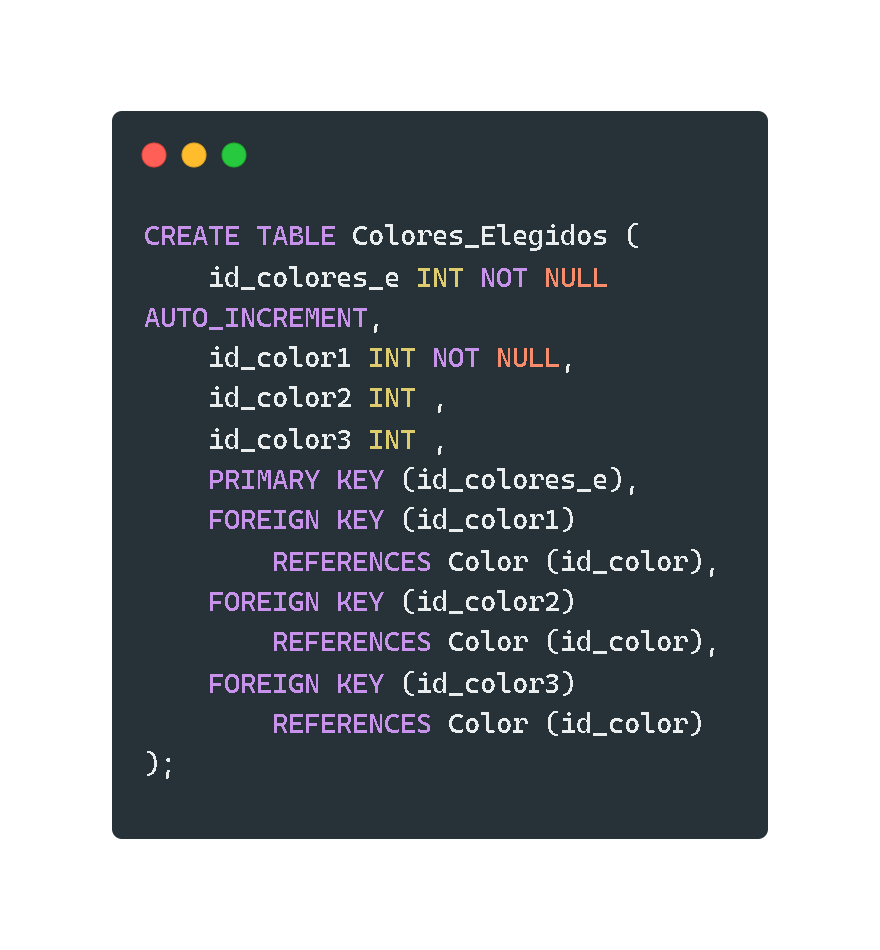 CREATE TABLE Colores_Elegidos (
    id_colores_e INT NOT NULL
AUTO_INCREMENT,
    id_color1 INT NOT NULL,
    id_color2 INT ,
    id_color3 INT ,
    PRIMARY KEY (id_colores_e),
    FOREIGN KEY (id_color1)
        REFERENCES Color (id_color),
    FOREIGN KEY (id_color2)
        REFERENCES Color (id_color),
    FOREIGN KEY (id_color3)
        REFERENCES Color (id_color)
);